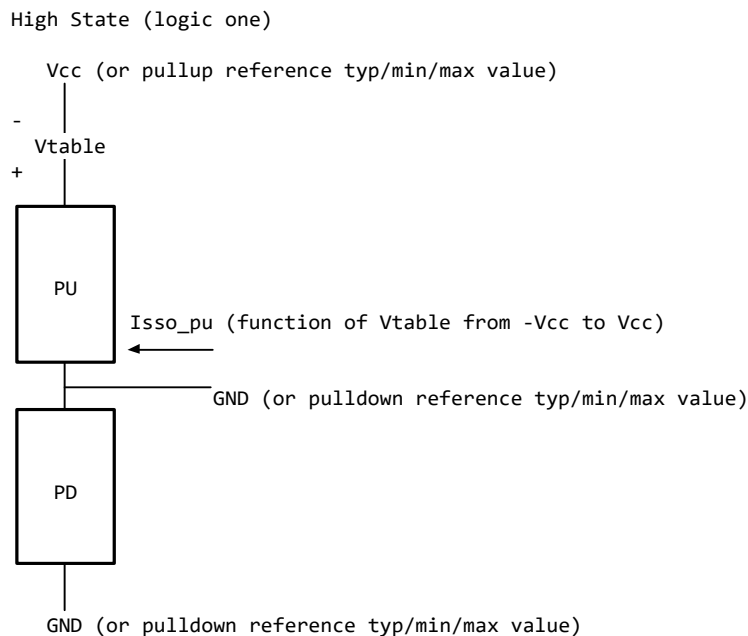 High State (logic one)
Vcc (or pullup reference typ/min/max value)
-
Vtable
+
PU
Isso_pu (function of Vtable from -Vcc to Vcc)
GND (or pulldown reference typ/min/max value)
PD
GND (or pulldown reference typ/min/max value)